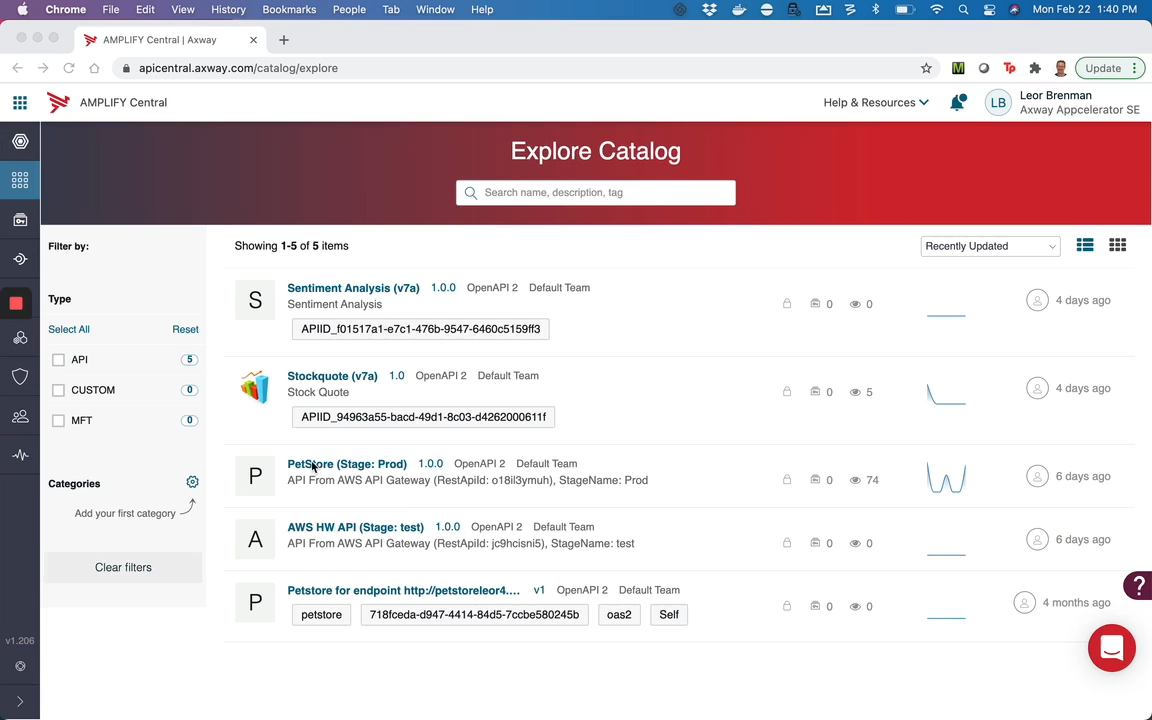 Chrome File Edit View History Bookmarks People Tab Window Help Mon Feb 22 1:40 PM
AMPLIFY Central | Axway
apicentral.axway.com/catalog/explore
M Tp Update
AMPLIFY Central
Help & Resources
LB
Leor Brenman
Axway Appcelerator SE
Explore Catalog
Search name, description, tag
Filter by:
Type
Select All Reset
API 5
CUSTOM 0
MFT 0
Categories
Add your first category
Clear filters
v1.206
Showing 1-5 of 5 items
Recently Updated
S
Sentiment Analysis (v7a) 1.0.0 OpenAPI 2 Default Team
Sentiment Analysis
APIID_f01517a1-e7c1-476b-9547-6460c5159ff3
0 0 4 days ago
Stockquote (v7a) 1.0 OpenAPI 2 Default Team
Stock Quote
APIID_94963a55-bacd-49d1-8c03-d4262000611f
0 5 4 days ago
P
PetStore (Stage: Prod) 1.0.0 OpenAPI 2 Default Team
API From AWS API Gateway (RestApiId: o18il3ymuh), StageName: Prod
0 74 6 days ago
A
AWS HW API (Stage: test) 1.0.0 OpenAPI 2 Default Team
API From AWS API Gateway (RestApiId: jc9hcisni5), StageName: test
0 0 6 days ago
P
Petstore for endpoint http://petstoreleor4.... v1 OpenAPI 2 Default Team
petstore 718fceda-d947-4414-84d5-7ccbe580245b oas2 Self
0 0 4 months ago
?